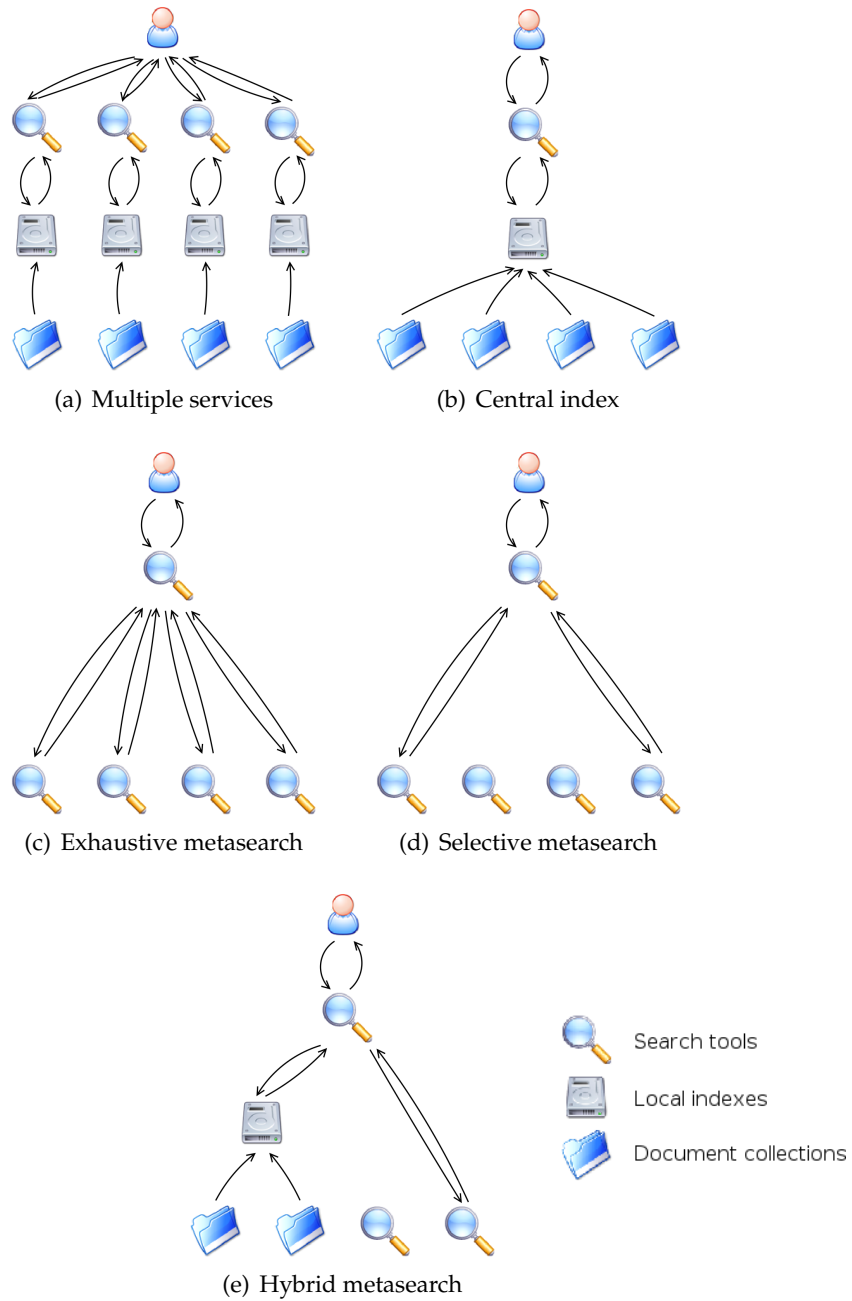 (a) Multiple services
(b) Central index
(c) Exhaustive metasearch
(d) Selective metasearch
Search tools
Local indexes
Document collections
(e) Hybrid metasearch